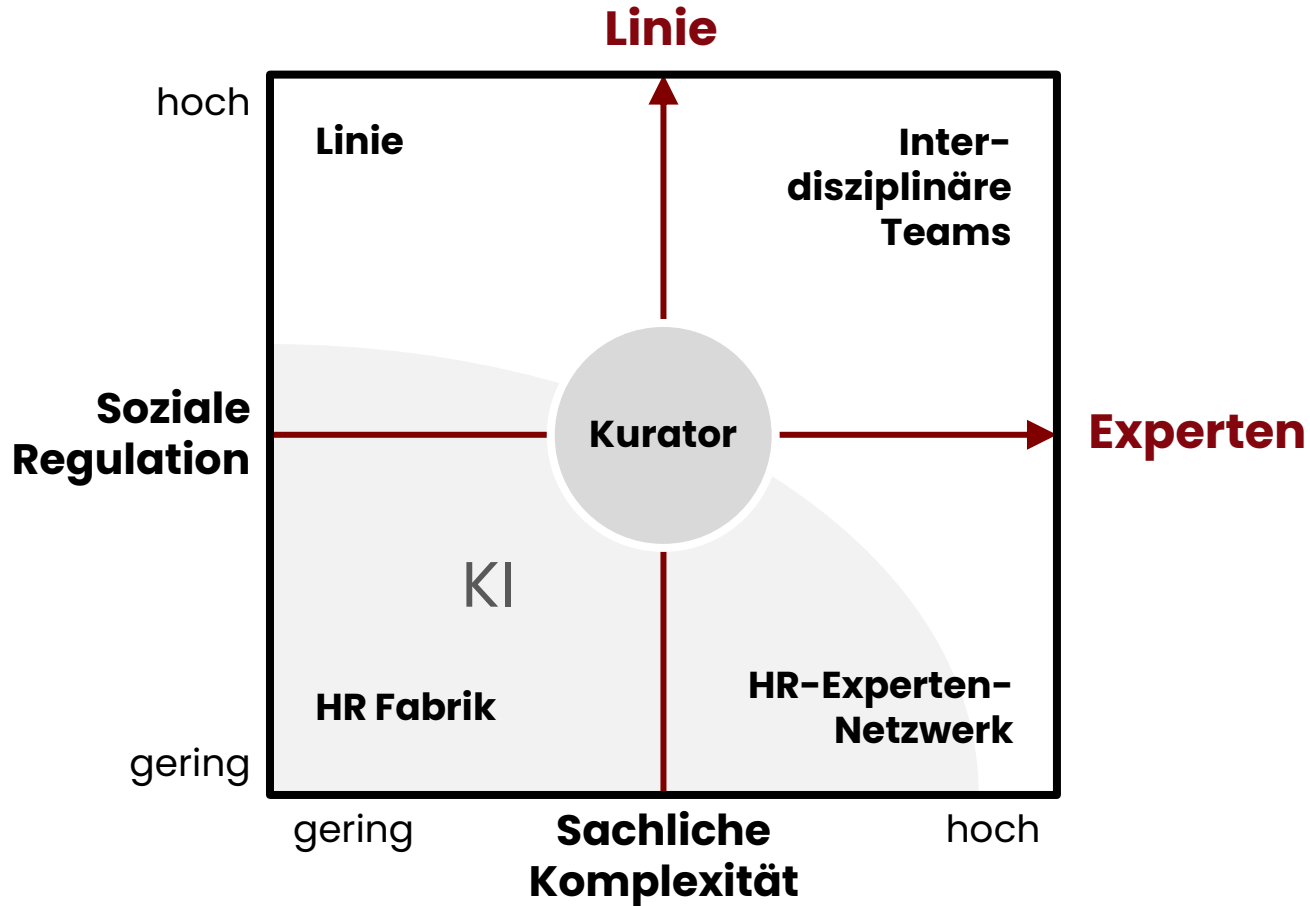 Linie
hoch
Linie
Inter-
disziplinäre
Teams
Soziale
Regulation
Kurator
Experten
KI
HR Fabrik
HR-Experten-
Netzwerk
gering
gering
Sachliche
Komplexität
hoch